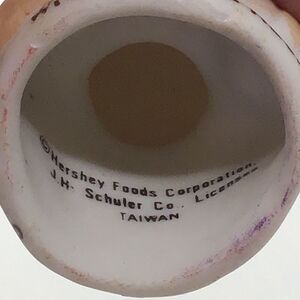 ©Hershey Foods Corporation,
J.H. Schuler Co., Licensee
TAIWAN